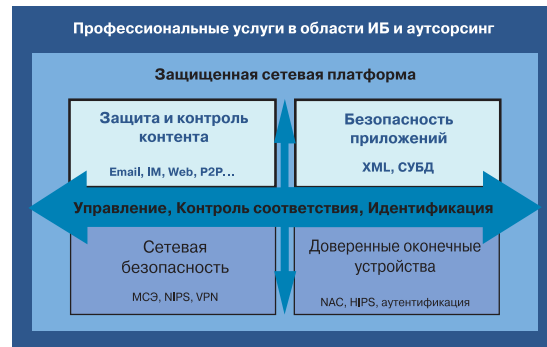 Профессиональные услуги в области ИБ и аутсорсинг
Защищенная сетевая платформа
Защита и контроль
контента
Email, IM, Web, P2P...
Безопасность
приложений
XML, СУБД
Управление, Контроль соответствия, Идентификация
Сетевая
безопасность
МСЭ, NIPS, VPN
Доверенные оконечные
устройства
NAC, HIPS, аутентификация